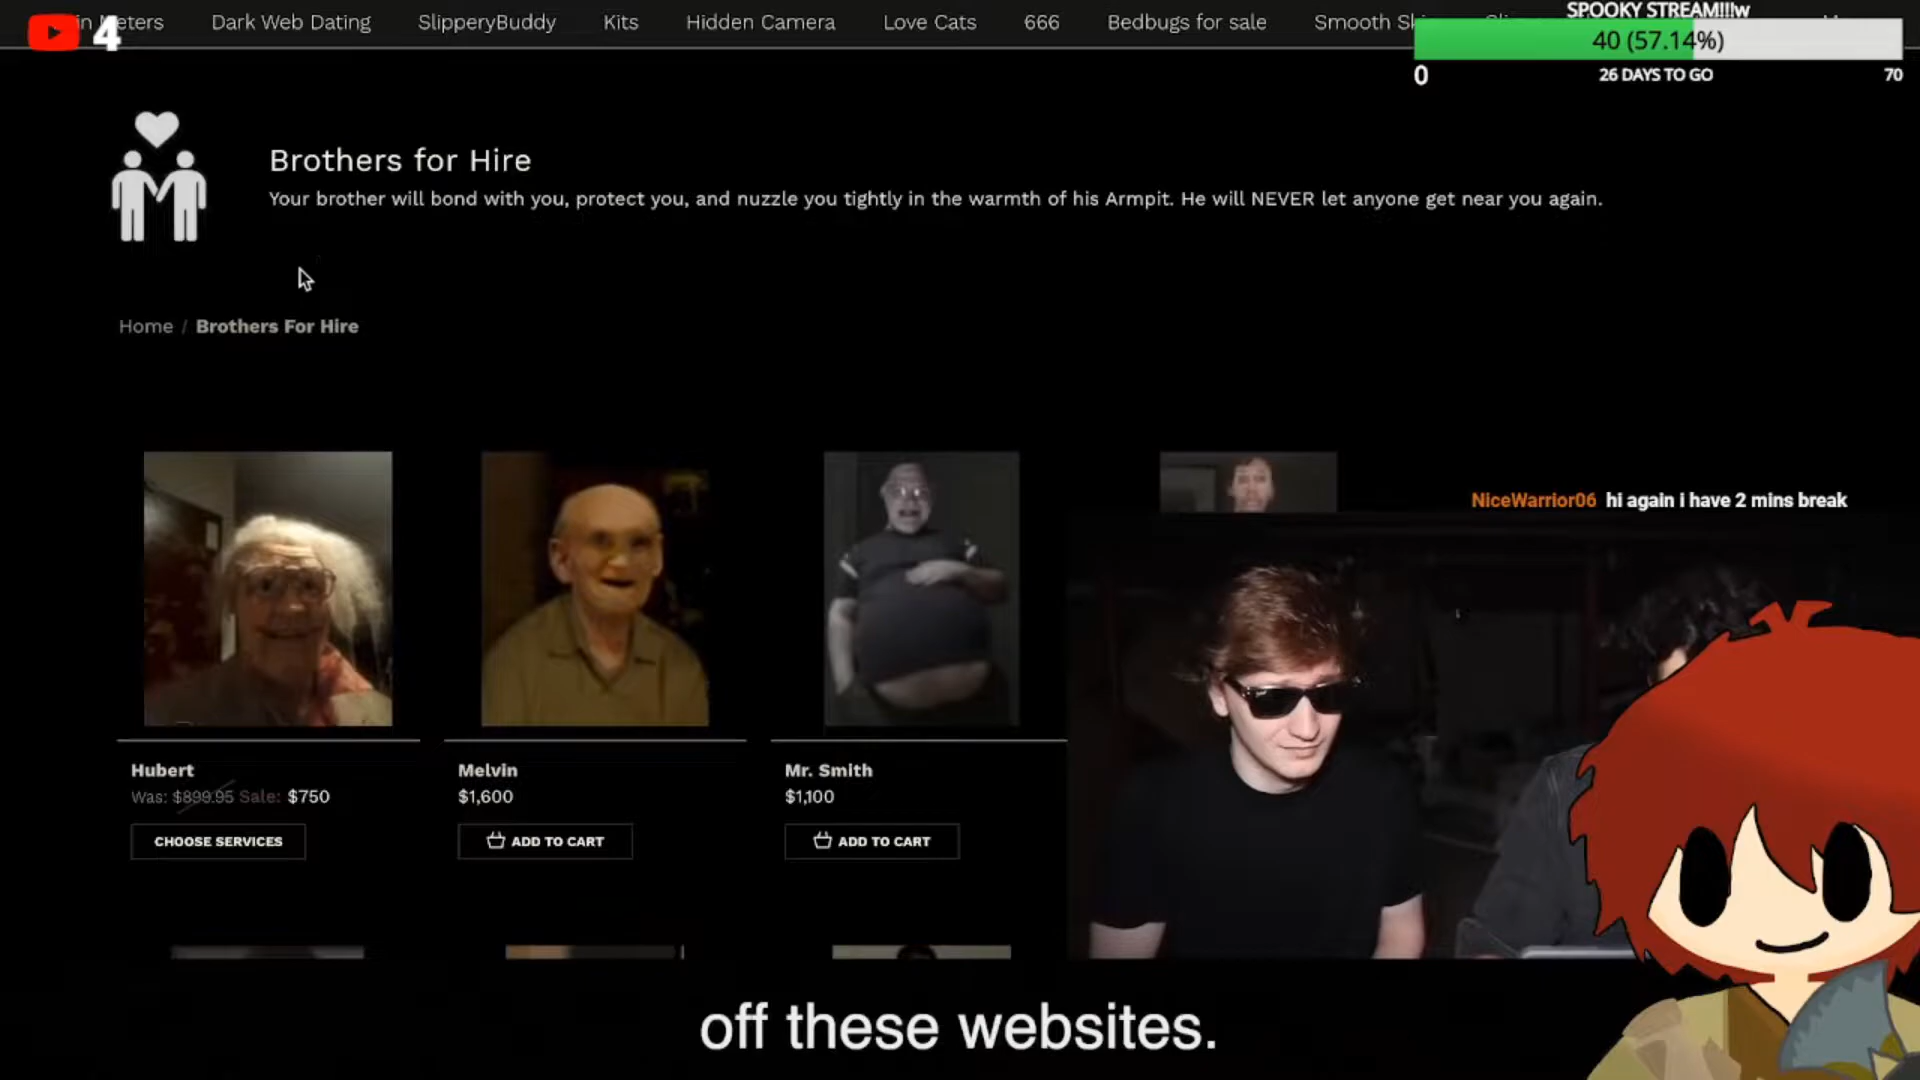 Meters
Dark Web Dating
SlipperyBuddy
Kits
Hidden Camera
Love Cats
666
Bedbugs for sale
Smooth
4
SPOOKY STREAM!!!w
40 (57.14%)
0
26 DAYS TO GO
70
Brothers for Hire
Your brother will bond with you, protect you, and nuzzle you tightly in the warmth of his Armpit. He will NEVER let anyone get near you again.
Home / Brothers For Hire
NiceWarrior06 hi again i have 2 mins break
Hubert
Was: $899.95 Sale: $750
CHOOSE SERVICES
Melvin
$1,600
ADD TO CART
Mr. Smith
$1,100
ADD TO CART
off these websites.